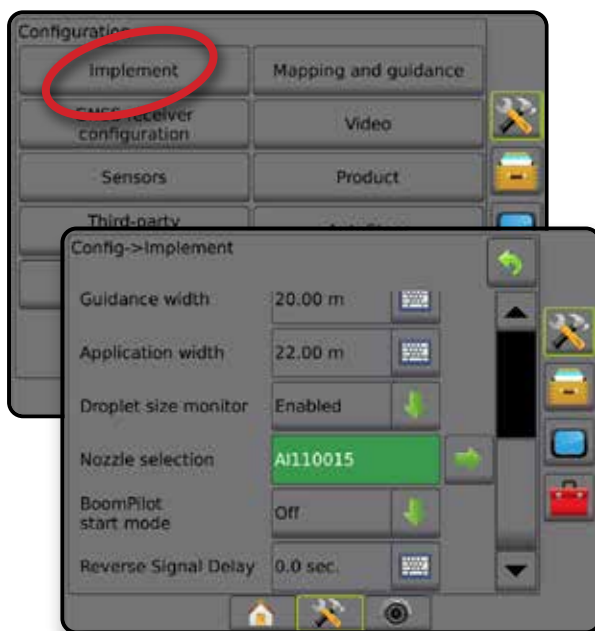 Configuration
Implement
Mapping and guidance
GNSS receiver
configuration
Video
Sensors
Product
Third-party
Config->Implement
Guidance width
20.00 m
Application width
22.00 m
Droplet size monitor
Enabled
Nozzle selection
AI110015
BoomPilot
start mode
Off
Reverse Signal Delay
0.0 sec.